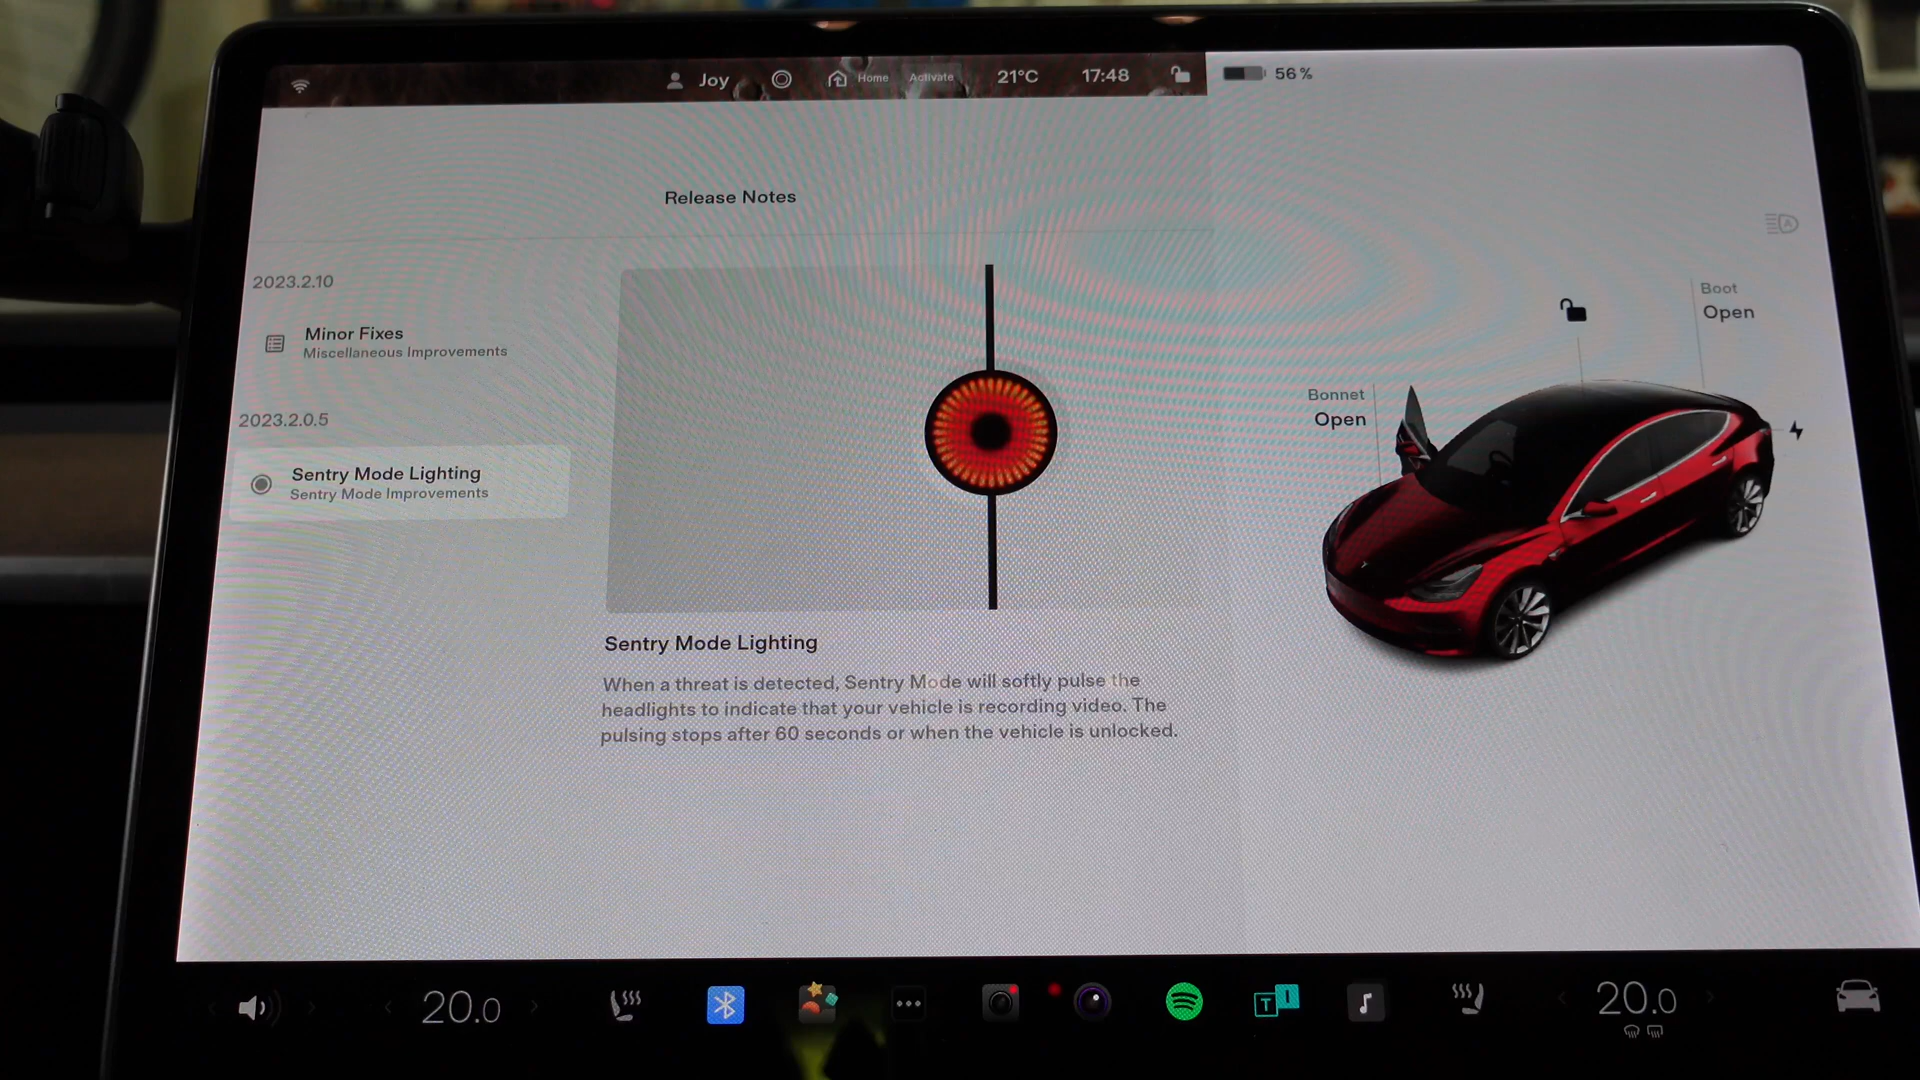 Joy
Home
Activate
21°C
17:48
56 %
Release Notes
2023.2.10
Minor Fixes
Miscellaneous Improvements
2023.2.0.5
Sentry Mode Lighting
Sentry Mode Improvements
Sentry Mode Lighting
When a threat is detected, Sentry Mode will softly pulse the
headlights to indicate that your vehicle is recording video. The
pulsing stops after 60 seconds or when the vehicle is unlocked.
A
Boot
Open
Bonnet
Open
20.0
T I
20.0